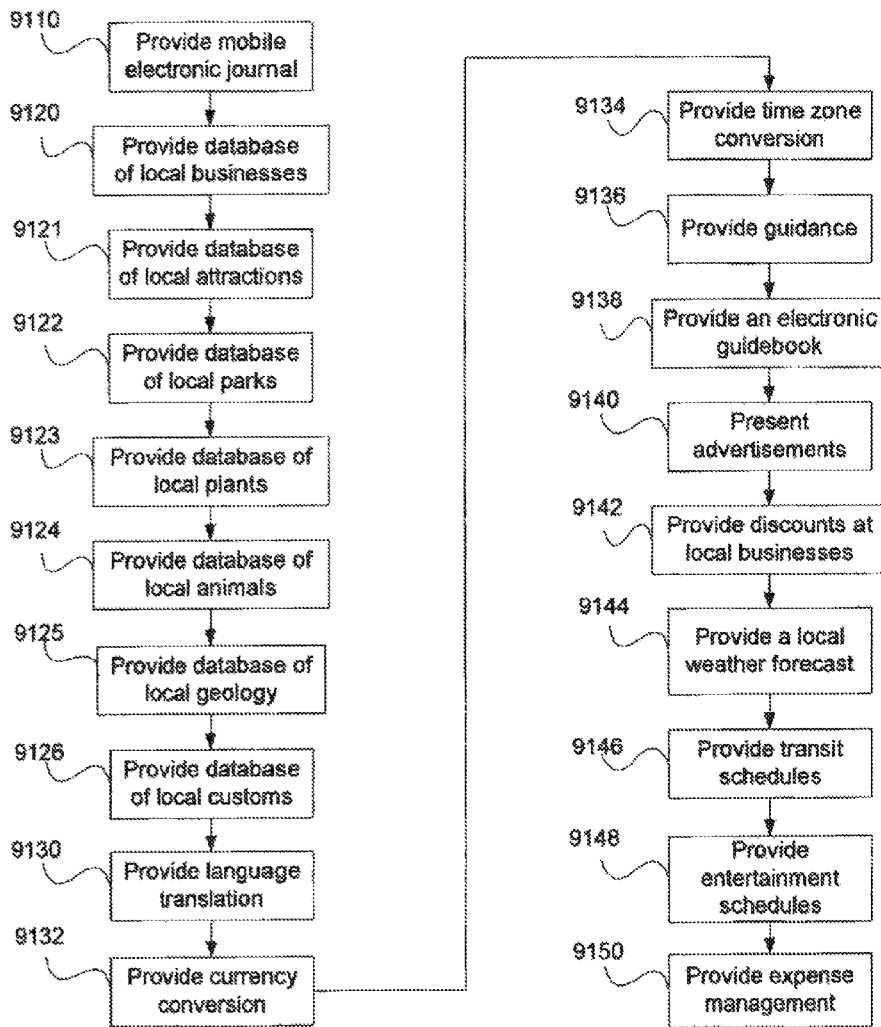 9110
Provide mobile
electronic journal
9120
Provide database
of local businesses
9121
Provide database
of local attractions
9122
Provide database
of local parks
9123
Provide database of
local plants
9124
Provide database of
local animals
9125
Provide database of
local geology
9126
Provide database
of local customs
9130
Provide language
translation
9132
Provide currency
conversion
9134
Provide time zone
conversion
9136
Provide guidance
9138
Provide an electronic
guidebook
9140
Present
advertisements
9142
Provide discounts at
local businesses
9144
Provide a local
weather forecast
9146
Provide transit
schedules
9148
Provide
entertainment
schedules
9150
Provide expense
management